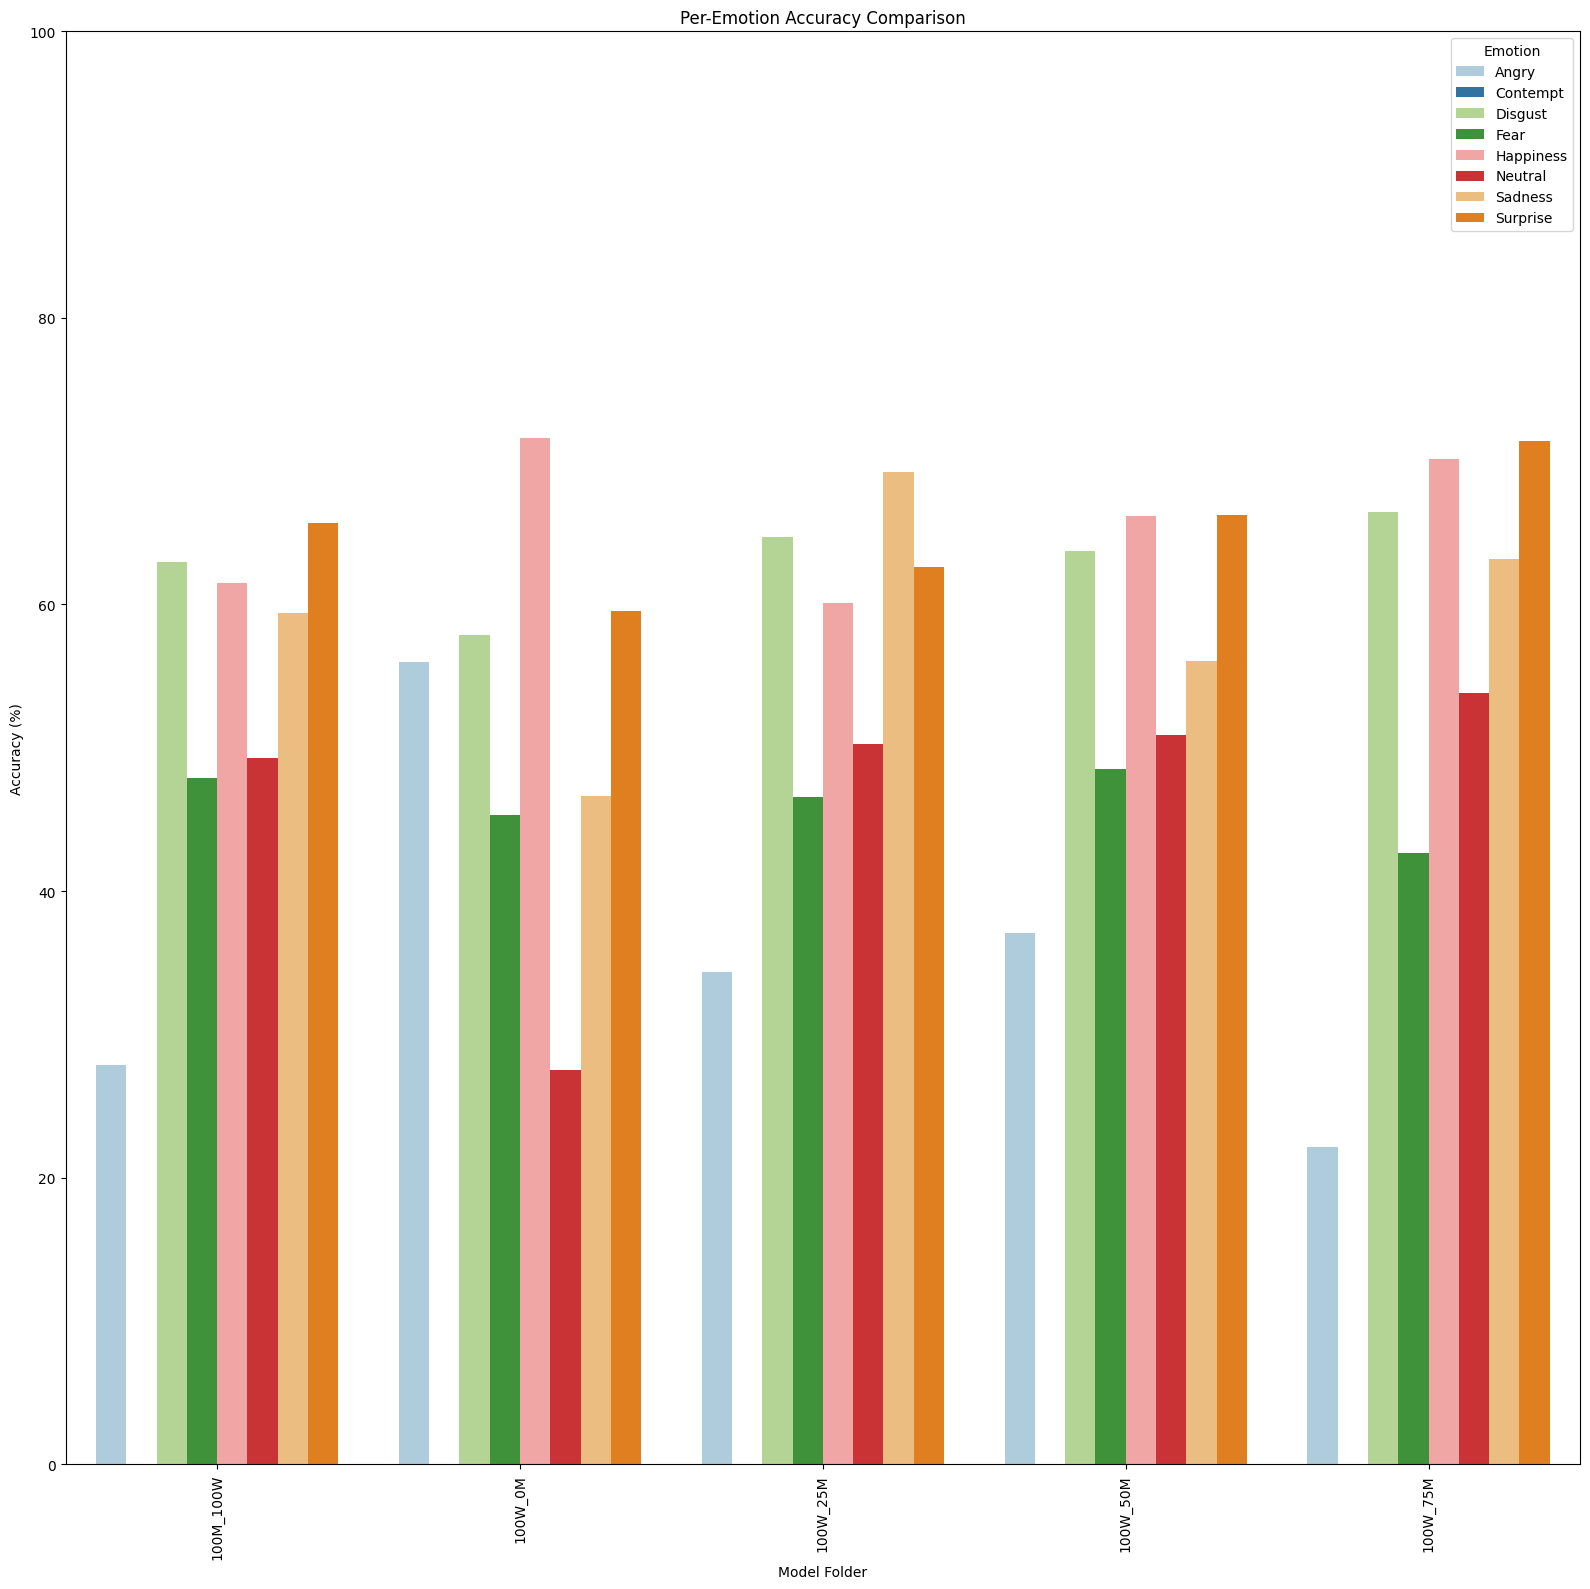 Per-Emotion Accuracy Comparison
Emotion
Angry
Contempt
Disgust
Fear
Happiness
Neutral
Sadness
Surprise
Accuracy (%)
100
80
60
40
20
0
100M_100W
100W_0M
100W_25M
100W_50M
100W_75M
Model Folder